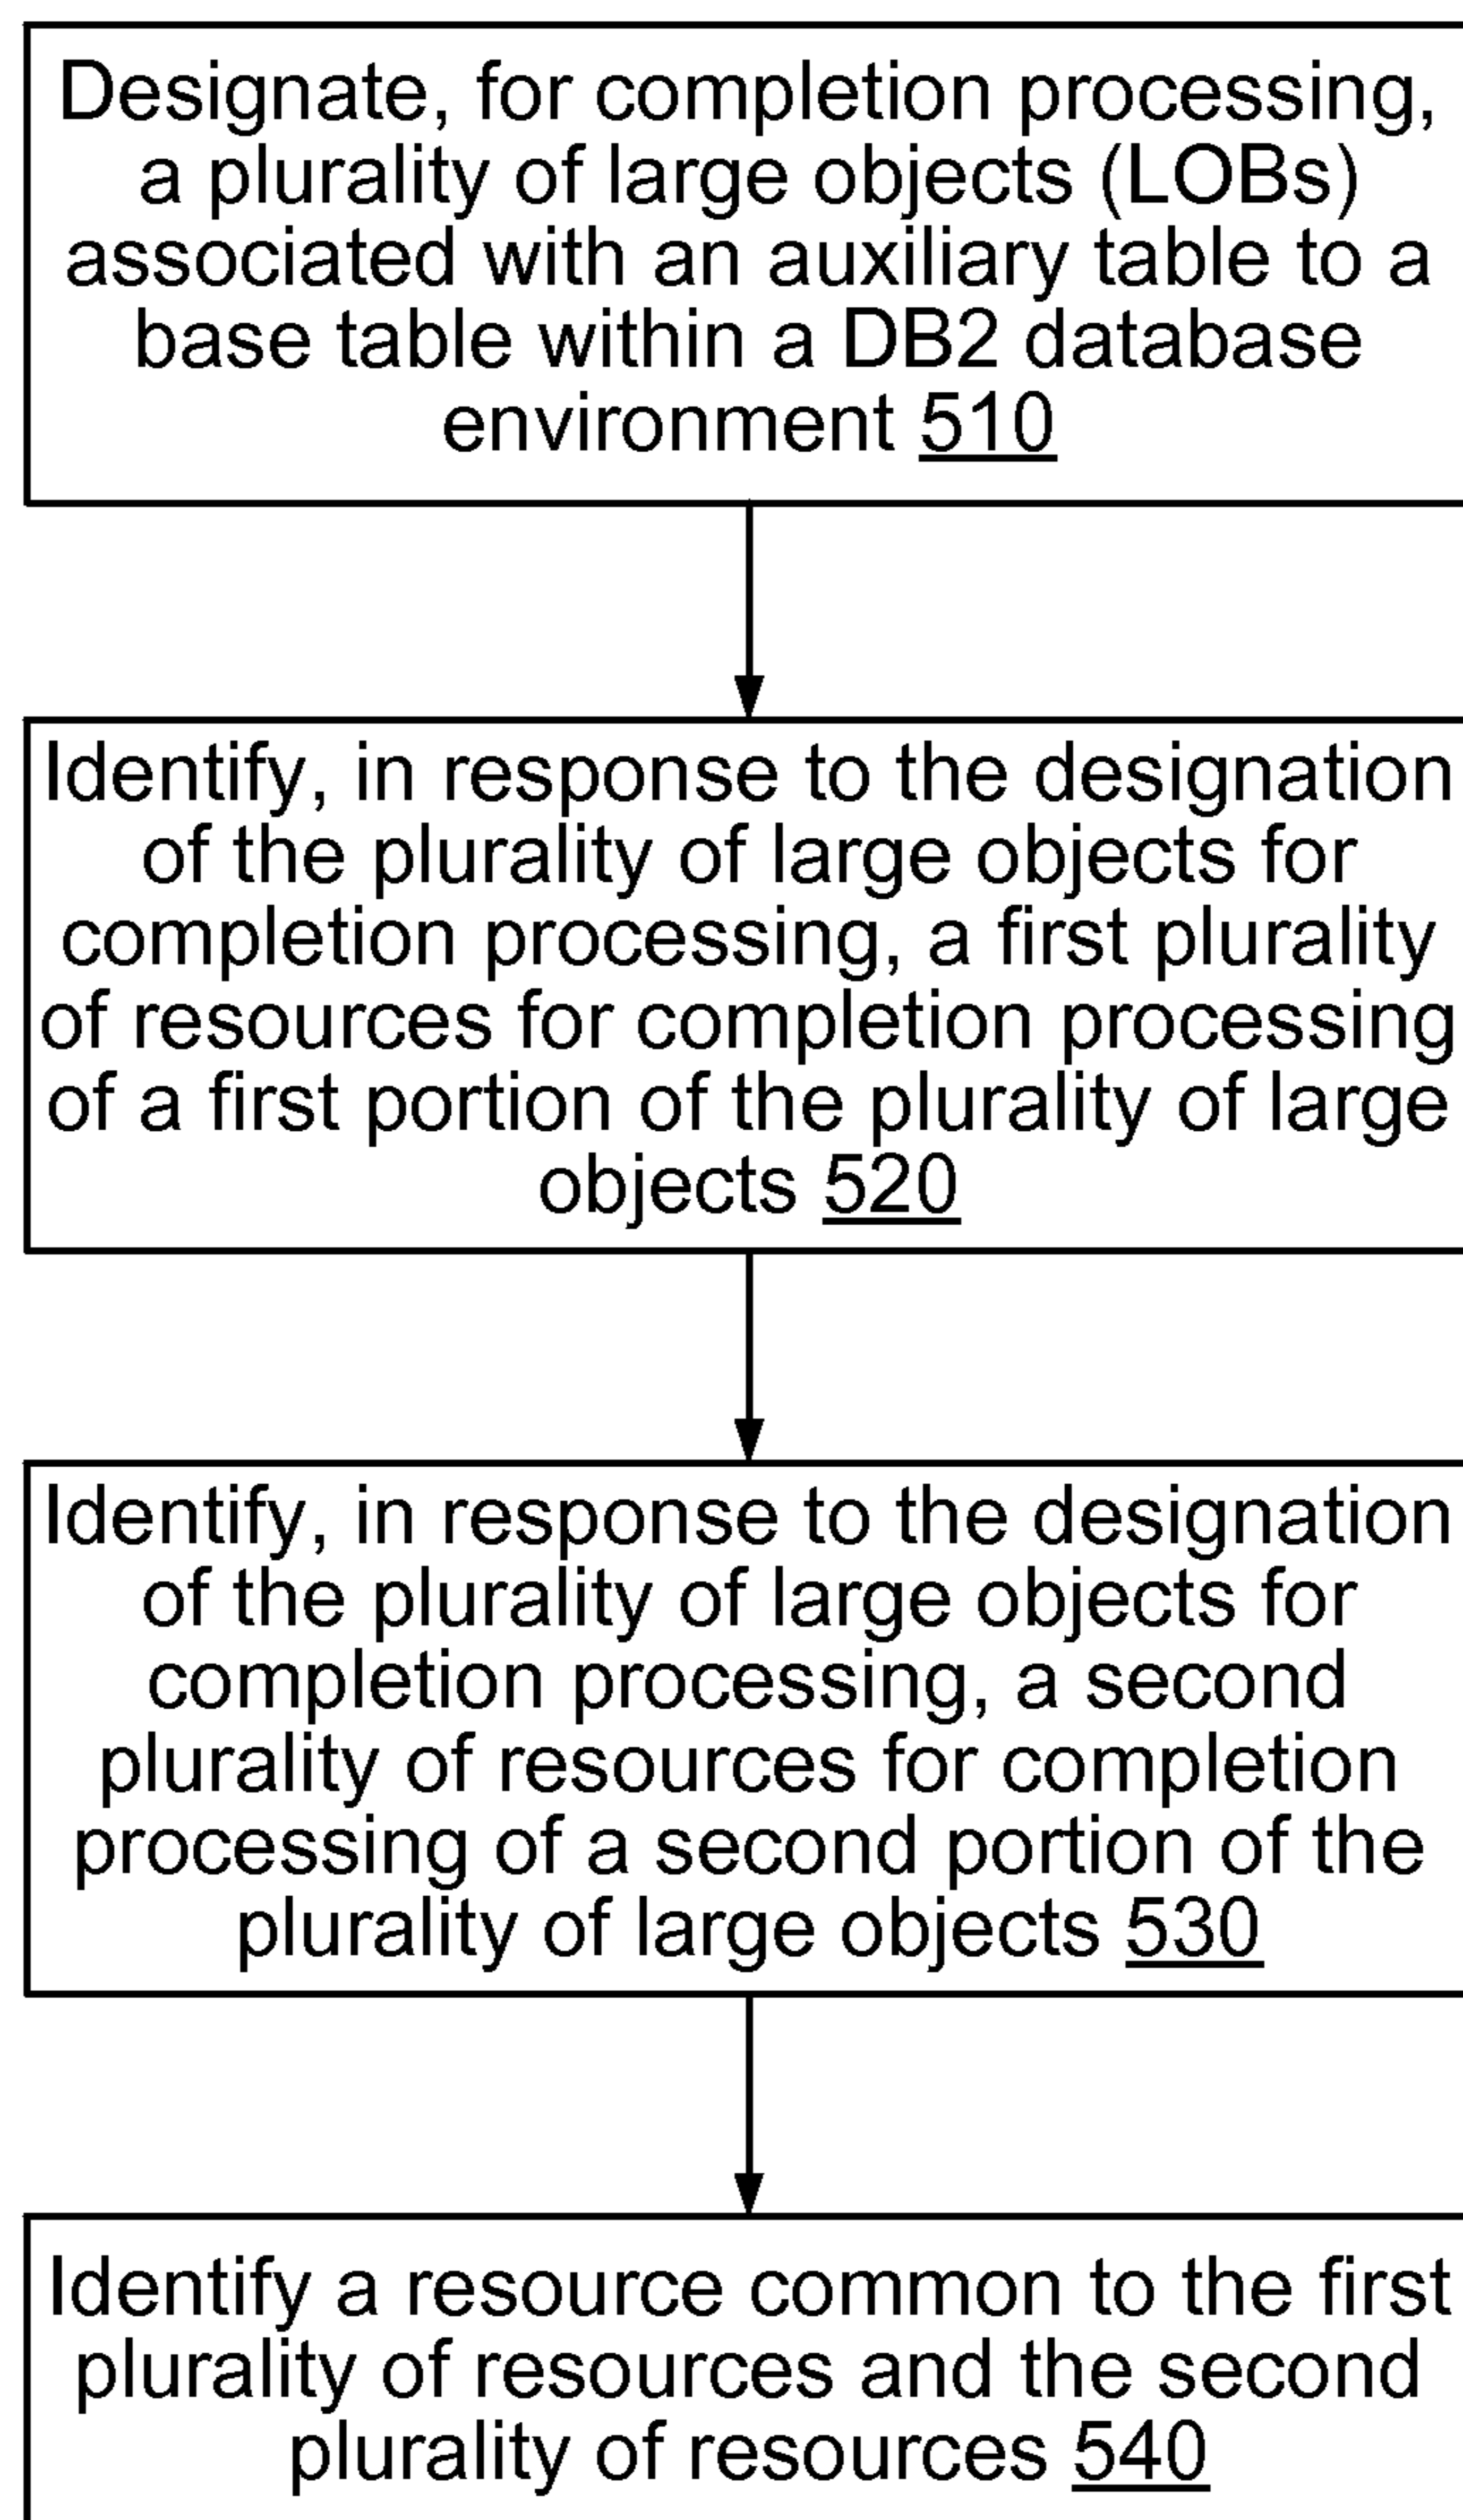 Designate, for completion processing,
a plurality of large objects (LOBs)
associated with an auxiliary table to a
base table within a DB2 database
environment 510
Identify, in response to the designation
of the plurality of large objects for
completion processing, a first plurality
of resources for completion processing
of a first portion of the plurality of large
objects 520
Identify, in response to the designation
of the plurality of large objects for
completion processing, a second
plurality of resources for completion
processing of a second portion of the
plurality of large objects 530
Identify a resource common to the first
plurality of resources and the second
plurality of resources 540